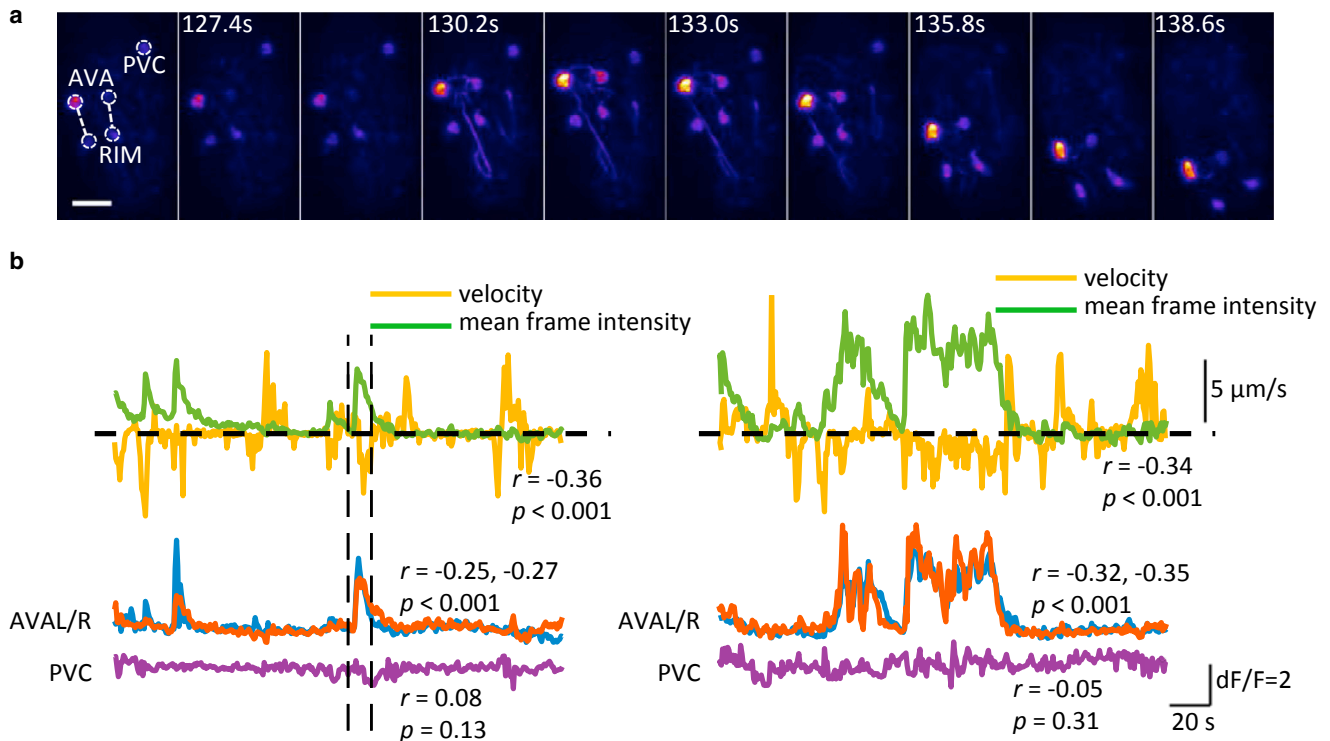 a
127.4s 130.2s 133.0s 135.8s 138.6s
PVC
AVA
RIM
b
velocity
mean frame intensity
r = -0.36
p < 0.001
r = -0.25, -0.27
p < 0.001
AVAL/R
PVC
r = 0.08
p = 0.13
velocity
mean frame intensity
5 μm/s
r = -0.34
p < 0.001
r = -0.32, -0.35
p < 0.001
AVAL/R
PVC
r = -0.05
p = 0.31
dF/F=2
20 s